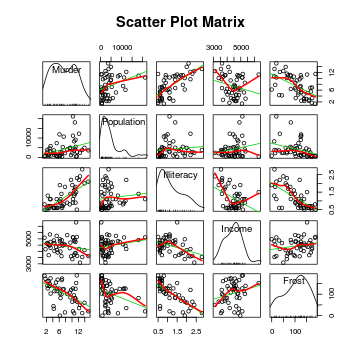 Scatter Plot Matrix
0 10000
3000 5000
Murder
2 6 12
Population
0 10000
Illiteracy
0.5 1.5 2.5
Income
3000 5000
Frost
0 100
2 6 12
0.5 1.5 2.5
0 100